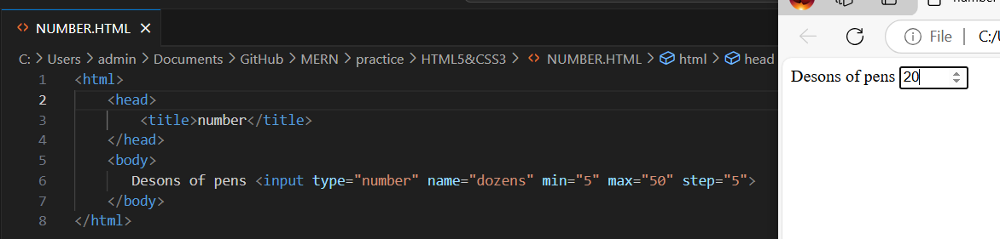 NUMBER.HTML
C: > Users > admin > Documents > GitHub > MERN > practice > HTML5&CSS3 > NUMBER.HTML > html > head
1 <html>
2 <head>
3 <title>number</title>
4 </head>
5 <body>
6 Desons of pens <input type="number" name="dozens" min="5" max="50" step="5">
7 </body>
8 </html>
File | C:/
Desons of pens 20